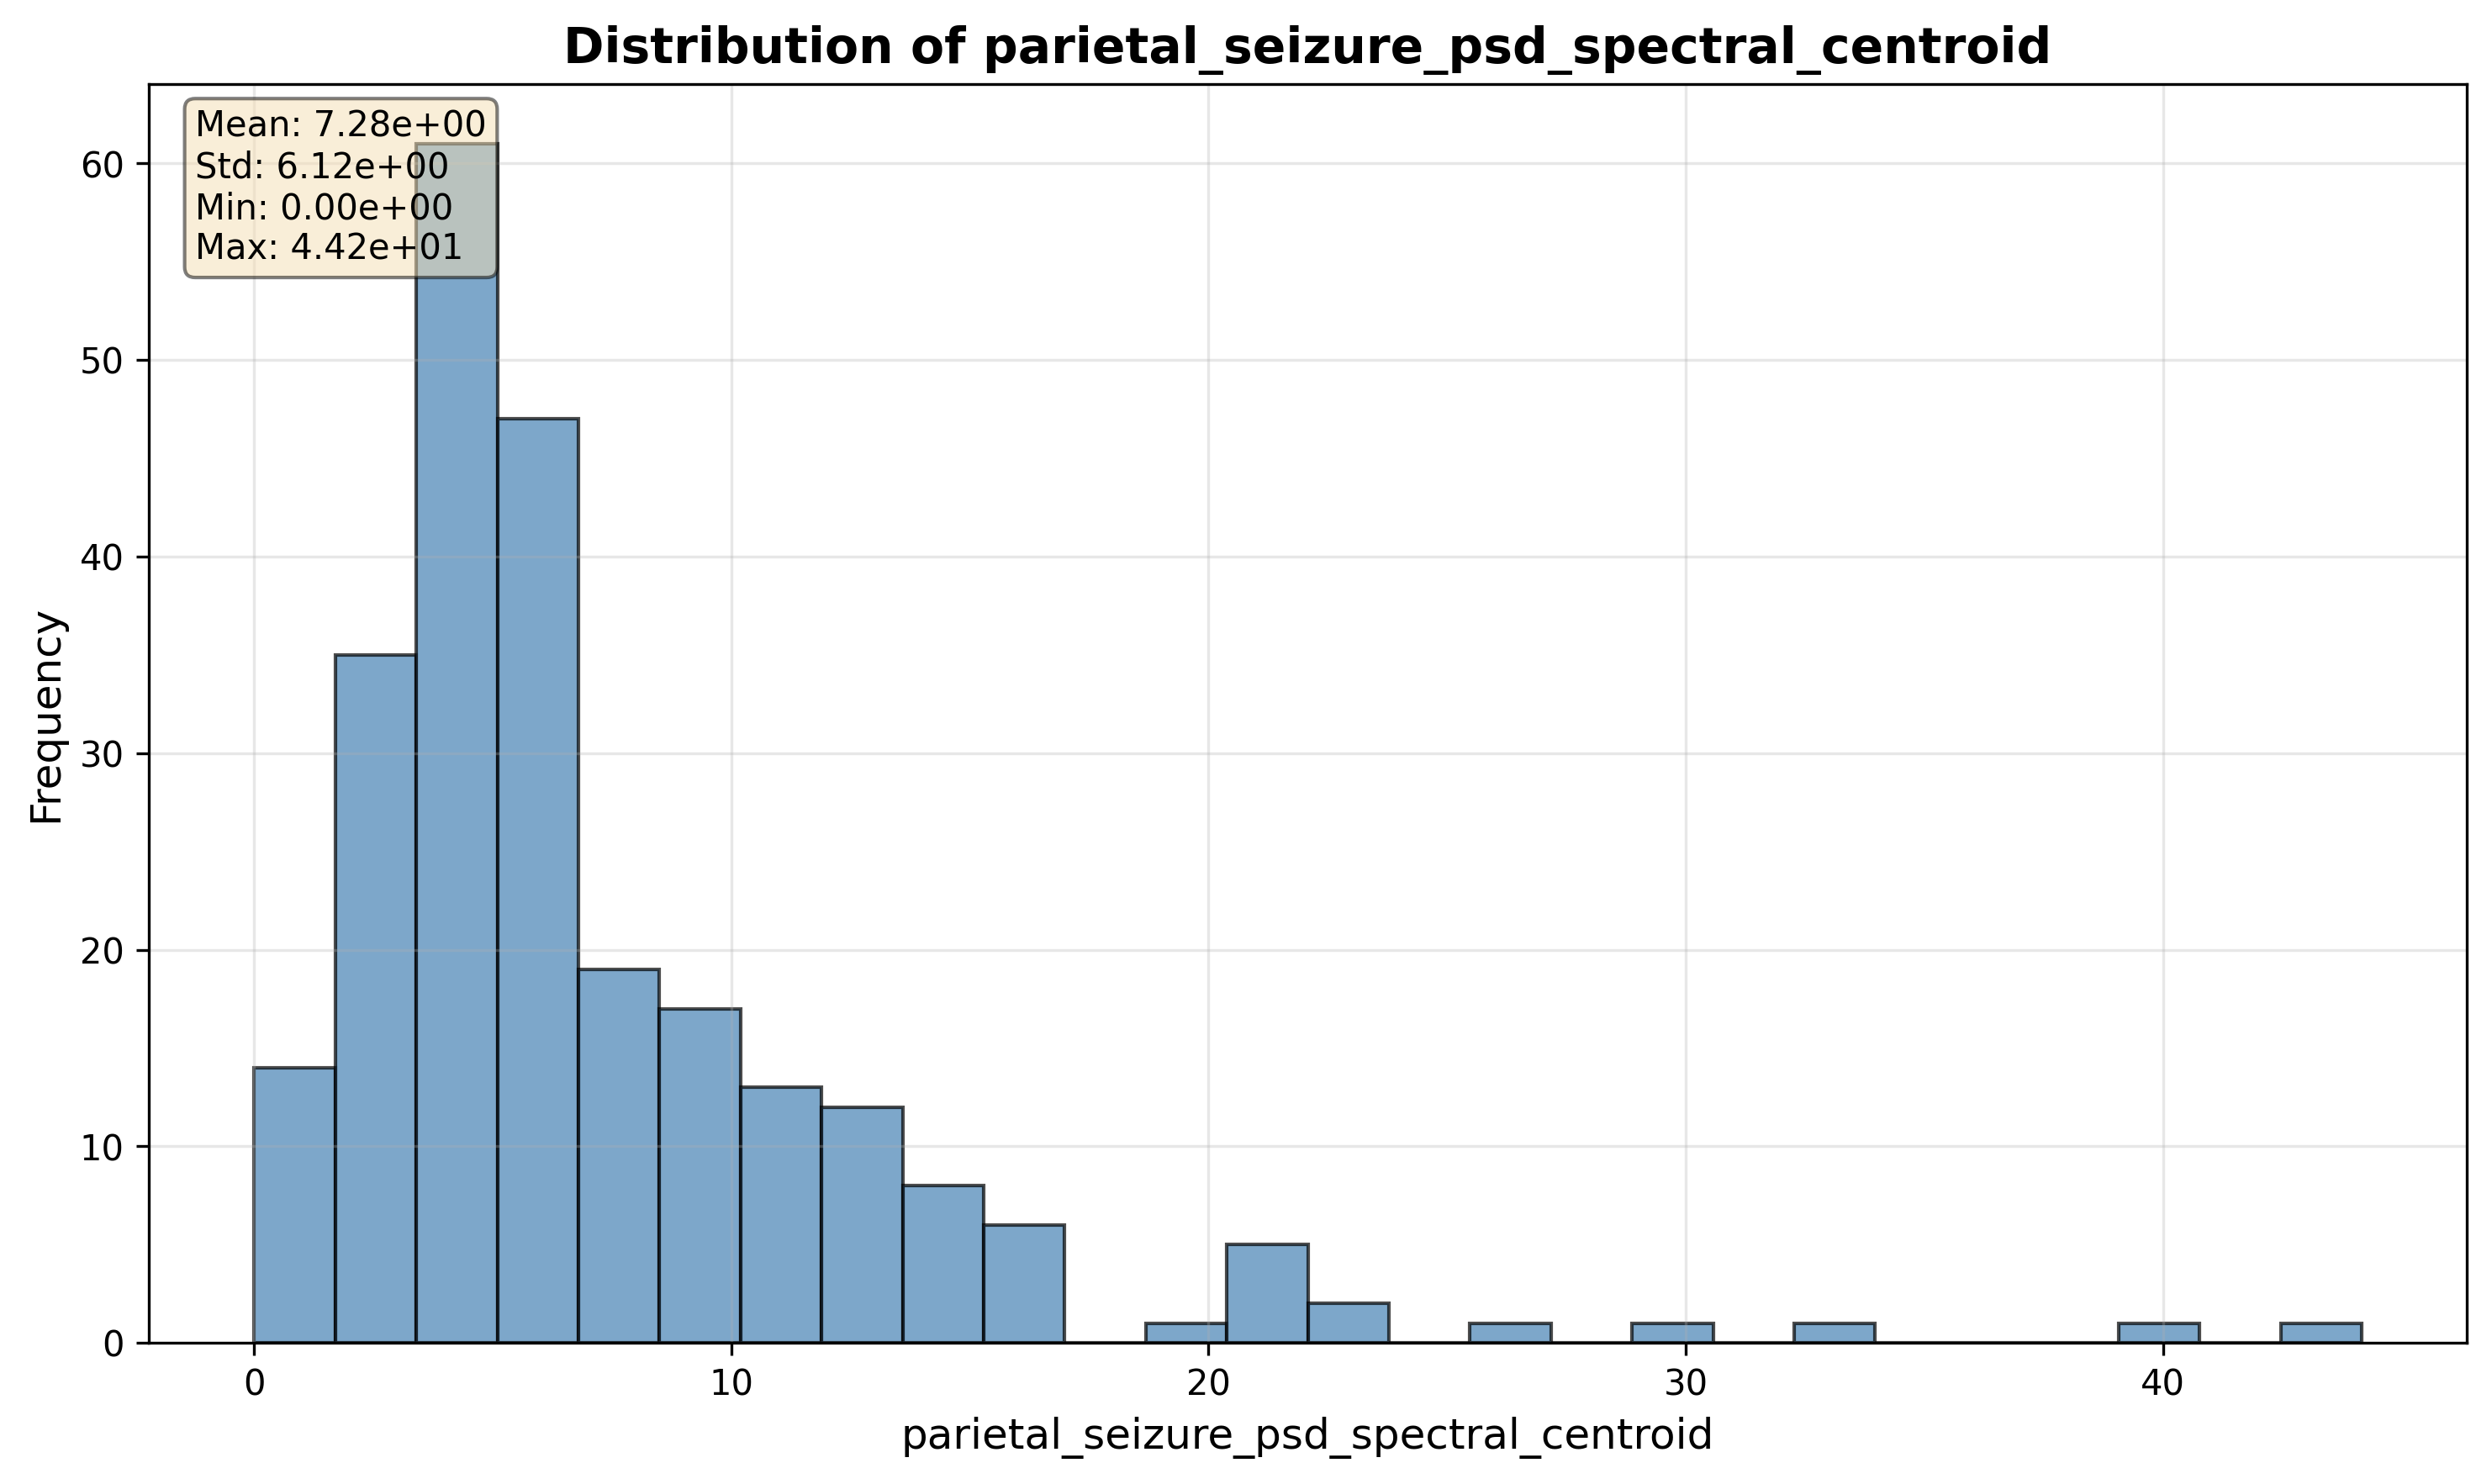 Distribution of parietal_seizure_psd_spectral_centroid
Mean: 7.28e+00
Std: 6.12e+00
Min: 0.00e+00
Max: 4.42e+01
Frequency
60
50
40
30
20
10
0
0 10 20 30 40
parietal_seizure_psd_spectral_centroid